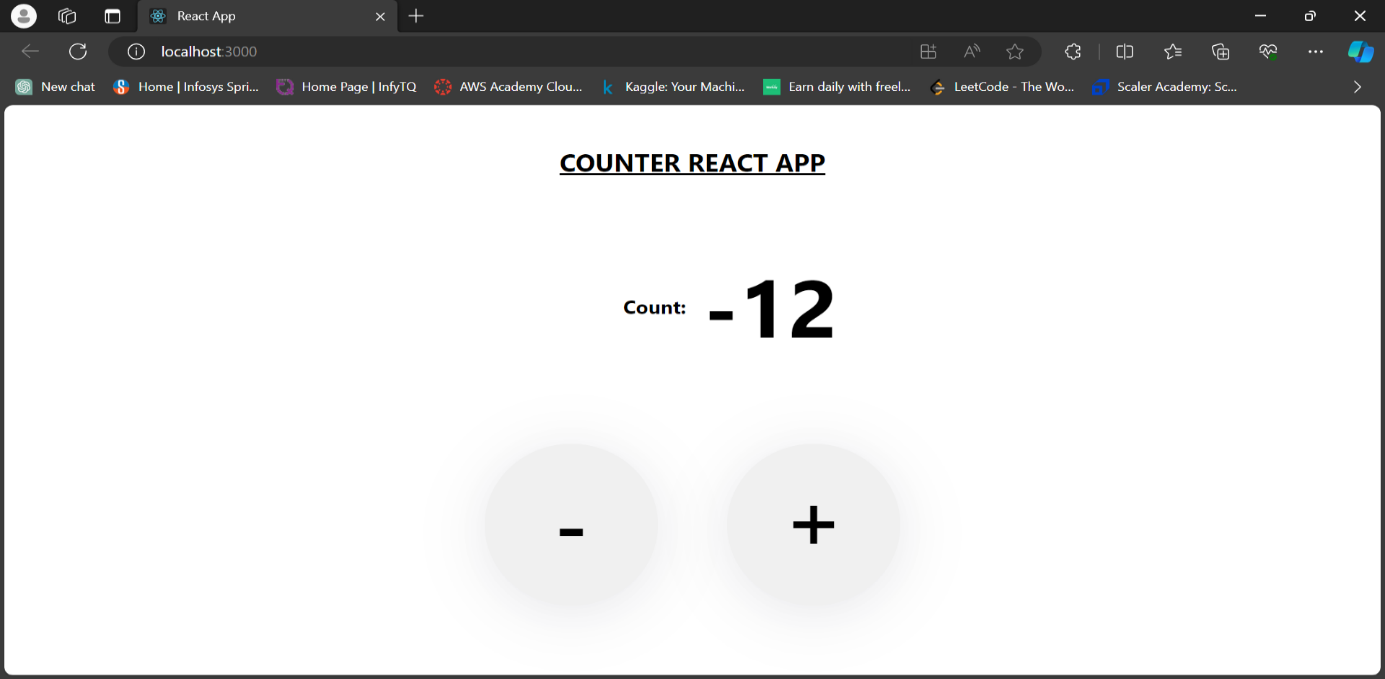 React App
localhost:3000
New chat Home | Infosys Spri... Home Page | InfyTQ AWS Academy Clou... Kaggle: Your Machi... Earn daily with freel... LeetCode - The Wo... Scaler Academy: Sc...
COUNTER REACT APP
Count: -12
- +